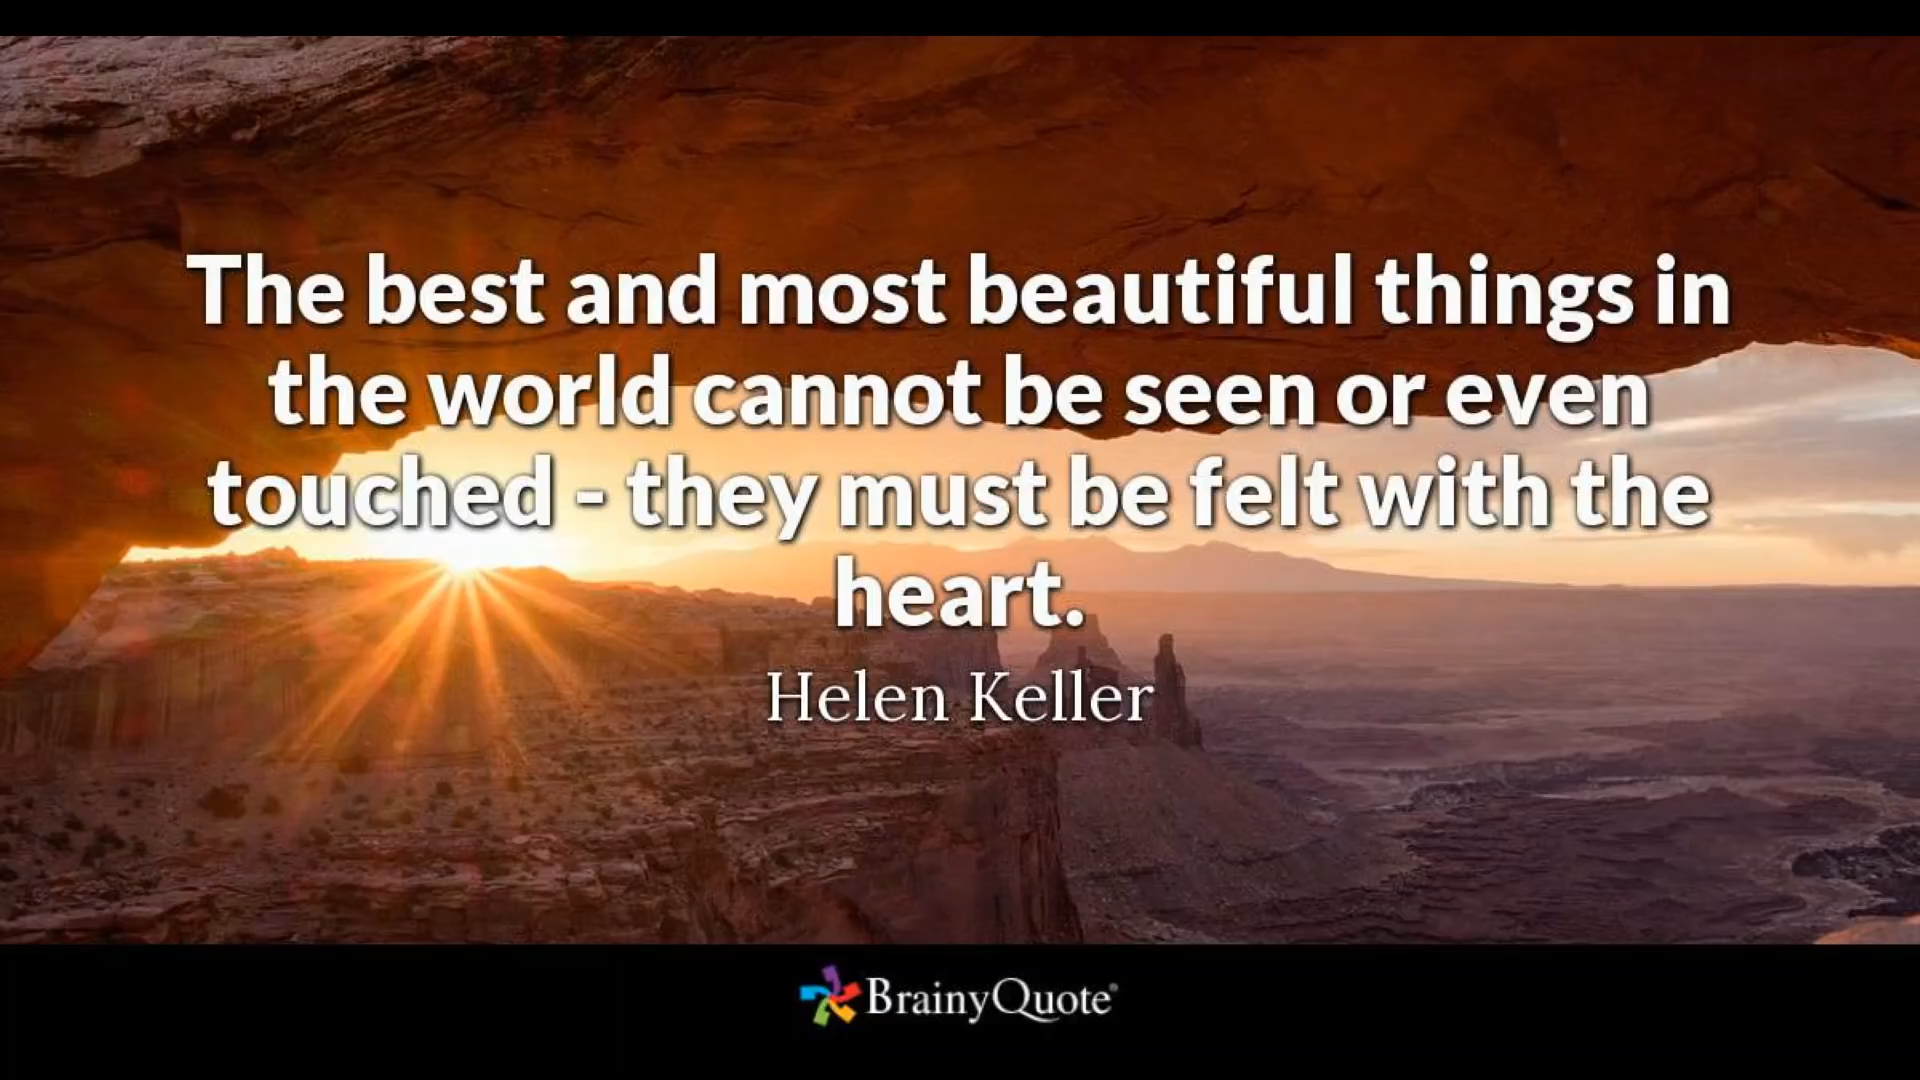 The best and most beautiful things in
the world cannot be seen or even
touched - they must be felt with the
heart.
Helen Keller
BrainyQuote®